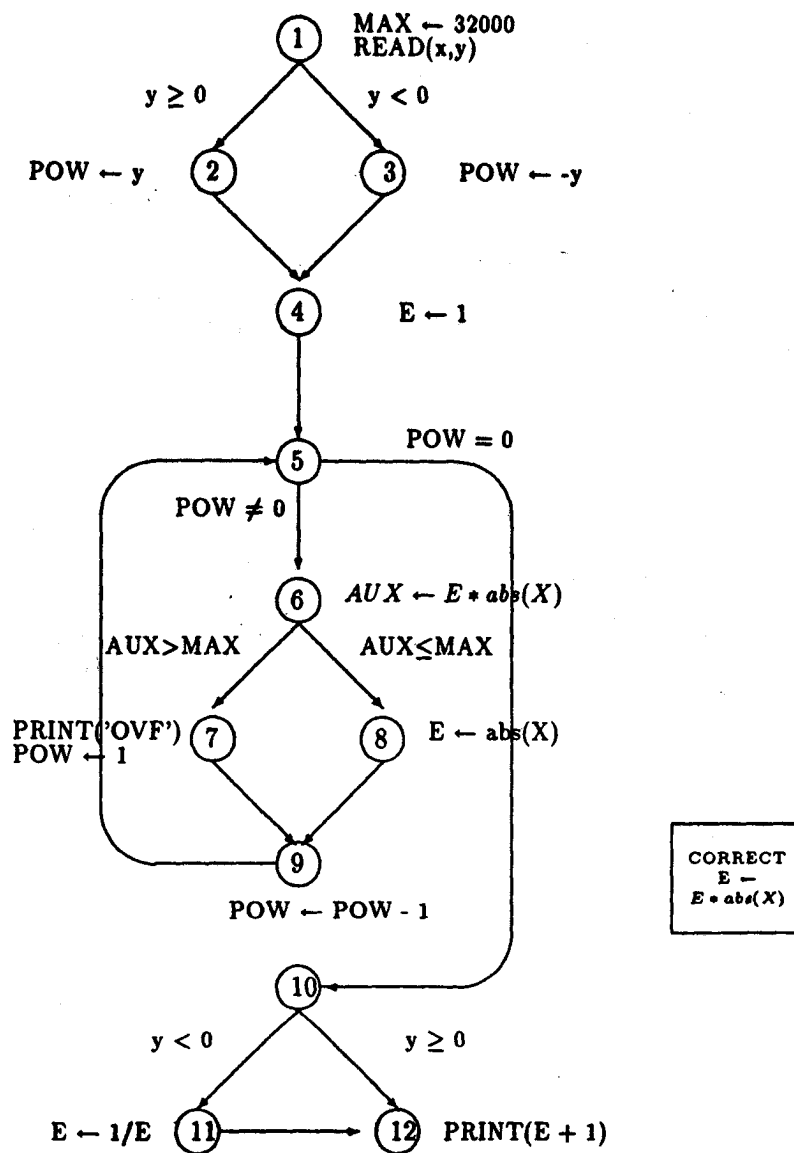 1
MAX ← 32000
READ(x,y)
y ≥ 0
y < 0
POW ← y
2
3
POW ← -y
4
E ← 1
POW = 0
5
POW ≠ 0
6
AUX ← E * abs(X)
AUX>MAX
AUX≤MAX
PRINT('OVF')
POW ← 1
7
8
E ← abs(X)
9
POW ← POW - 1
CORRECT
E ←
E * abs(X)
10
y < 0
y ≥ 0
E ← 1/E
11
12
PRINT(E + 1)